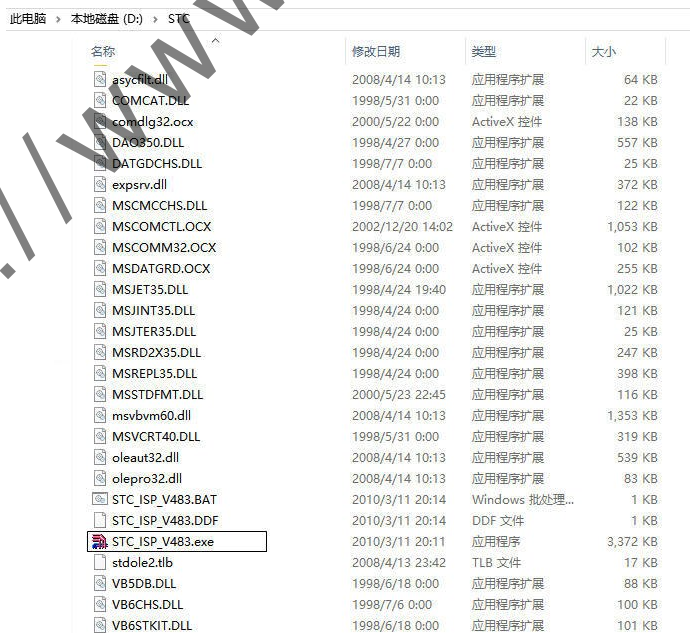 此电脑 › 本地磁盘 (D:) › STC
名称 修改日期 类型 大小
asycfilt.dll 2008/4/14 10:13 应用程序扩展 64 KB
COMCAT.DLL 1998/5/31 0:00 应用程序扩展 22 KB
comdlg32.ocx 2000/5/22 0:00 ActiveX 控件 138 KB
DAO350.DLL 1998/4/27 0:00 应用程序扩展 557 KB
DATGDCHS.DLL 1998/7/7 0:00 应用程序扩展 25 KB
expsrv.dll 2008/4/14 10:13 应用程序扩展 372 KB
MSCMCCHS.DLL 1998/7/7 0:00 应用程序扩展 122 KB
MSCOMCTL.OCX 2002/12/20 14:02 ActiveX 控件 1,053 KB
MSCOMM32.OCX 1998/6/24 0:00 ActiveX 控件 102 KB
MSDATGRD.OCX 1998/6/24 0:00 ActiveX 控件 255 KB
MSJET35.DLL 1998/4/24 19:40 应用程序扩展 1,022 KB
MSJINT35.DLL 1998/4/24 0:00 应用程序扩展 121 KB
MSJTER35.DLL 1998/4/24 0:00 应用程序扩展 25 KB
MSRD2X35.DLL 1998/4/24 0:00 应用程序扩展 247 KB
MSREPL35.DLL 1998/4/24 0:00 应用程序扩展 398 KB
MSSTDFMT.DLL 2000/5/23 22:45 应用程序扩展 116 KB
msvbvm60.dll 2008/4/14 10:13 应用程序扩展 1,353 KB
MSVCRT40.DLL 1998/5/31 0:00 应用程序扩展 319 KB
oleaut32.dll 2008/4/14 10:13 应用程序扩展 539 KB
olepro32.dll 2008/4/14 10:13 应用程序扩展 83 KB
STC_ISP_V483.BAT 2010/3/11 20:14 Windows 批处理... 1 KB
STC_ISP_V483.DDF 2010/3/11 20:14 DDF 文件 1 KB
STC_ISP_V483.exe 2010/3/11 20:11 应用程序 3,372 KB
stdole2.tlb 2008/4/13 23:42 TLB 文件 17 KB
VB5DB.DLL 1998/6/18 0:00 应用程序扩展 88 KB
VB6CHS.DLL 1998/7/6 0:00 应用程序扩展 100 KB
VB6STKIT.DLL 1998/6/18 0:00 应用程序扩展 101 KB
://www